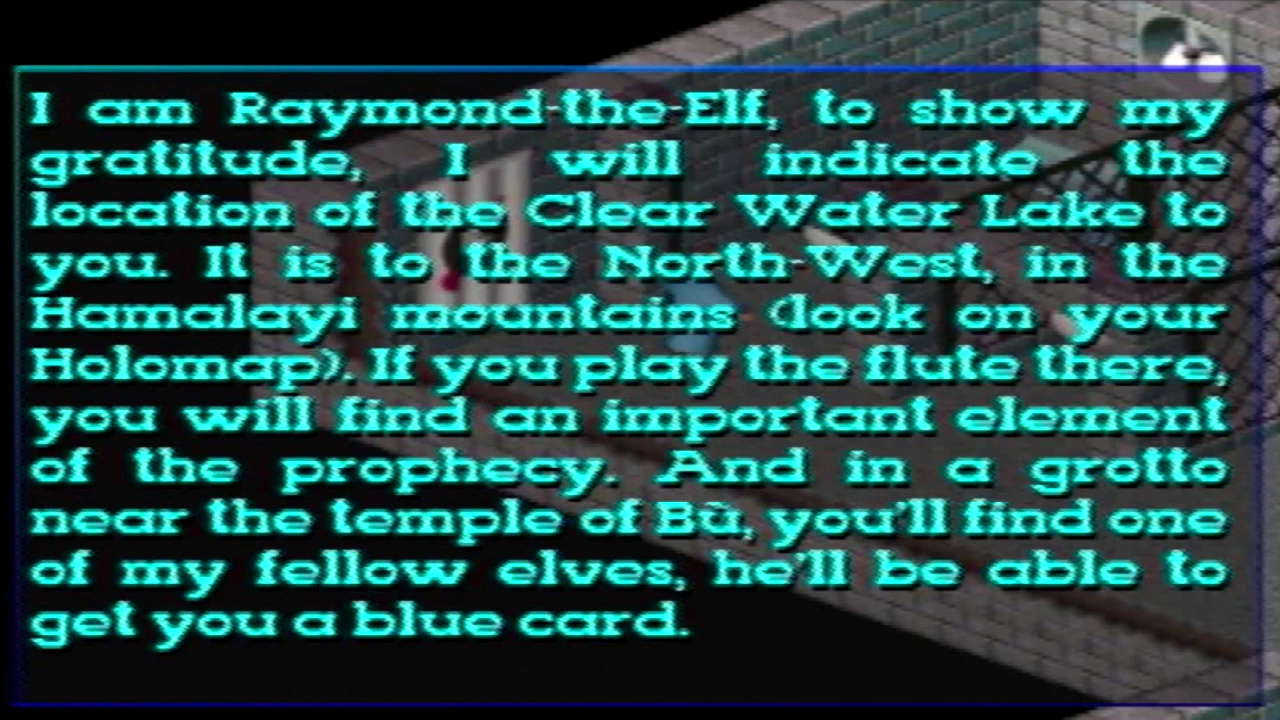 I am Raymond-the-Elf, to show my
gratitude, I will indicate the
location of the Clear Water Lake to
you. It is to the North-West, in the
Hamalayi mountains (look on your
Holomap). If you play the flute there,
you will find an important element
of the prophecy. And in a grotto
near the temple of Bù, you'll find one
of my fellow elves, he'll be able to
get you a blue card.